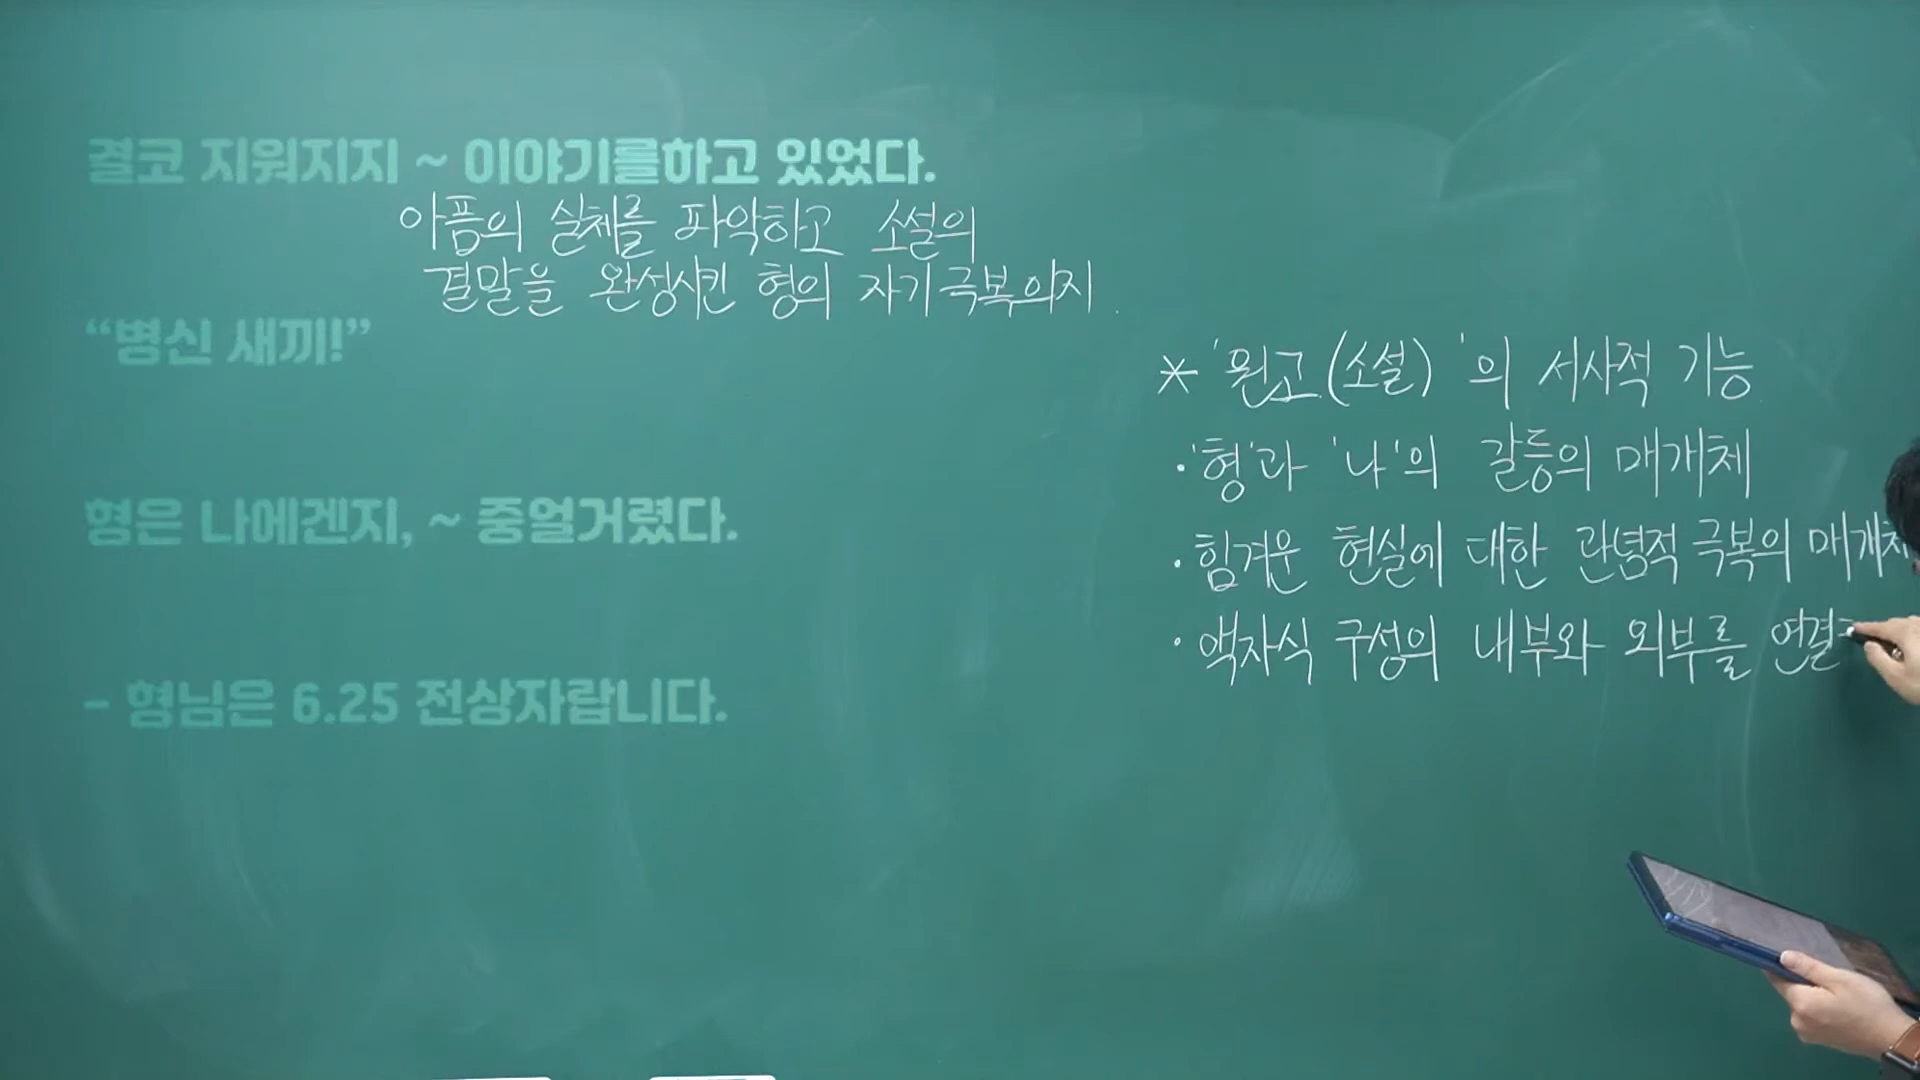 결코 지워지지 ~ 이야기를하고 있었다.
아픔의 실체를 파악하고 소설의
결말을 완성시킨 형의 자기극복의지.
“병신 새끼!”
형은 나에겐지, ~ 중얼거렸다.
- 형님은 6.25 전상자랍니다.
* '원고(소설)'의 서사적 기능
· '형'과 '나'의 갈등의 매개체
· 힘겨운 현실에 대한 관념적 극복의 매개체
· 액자식 구성의 내부와 외부를 연결